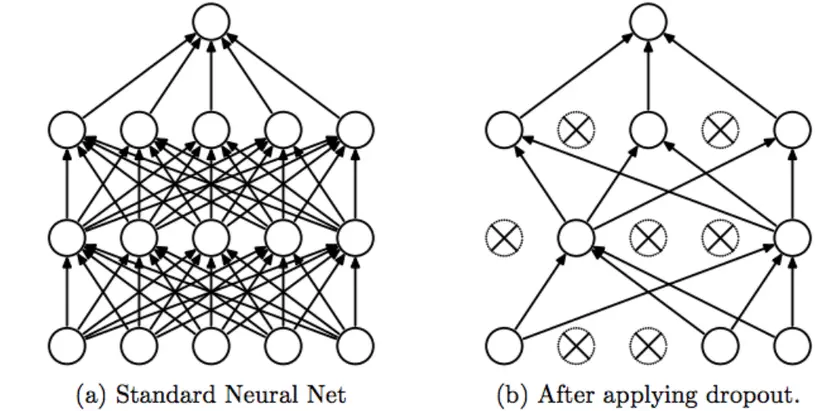 (a) Standard Neural Net
(b) After applying dropout.